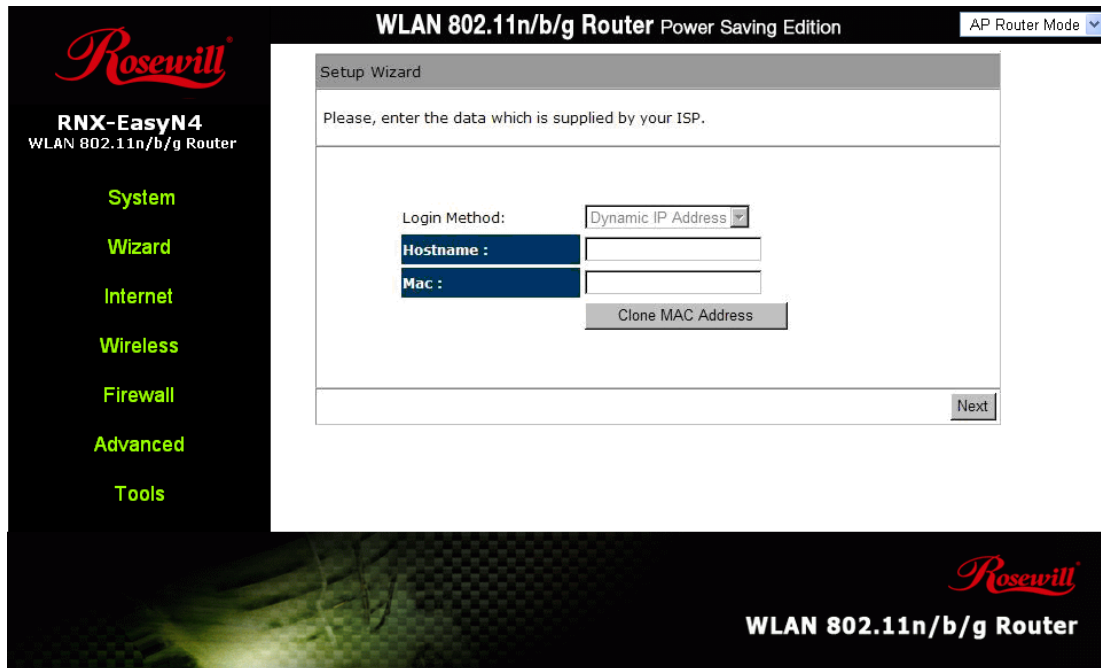 WLAN 802.11n/b/g Router Power Saving Edition
AP Router Mode
Rosewill®
RNX-EasyN4
WLAN 802.11n/b/g Router
System
Wizard
Internet
Wireless
Firewall
Advanced
Tools
Setup Wizard
Please, enter the data which is supplied by your ISP.
Login Method: Dynamic IP Address
Hostname :
Mac :
Clone MAC Address
Next
Rosewill
WLAN 802.11n/b/g Router